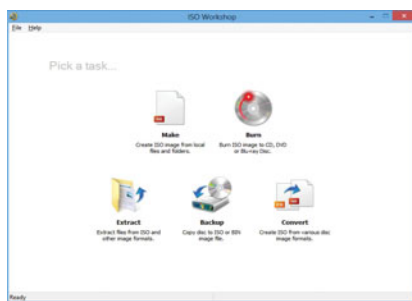 ISO Workshop
File Help
Pick a task...
Make
Create ISO image from local
files and folders.
Burn
Burn ISO image to CD, DVD
or Blu-ray Disc.
Extract
Extract files from ISO and
other image formats.
Backup
Copy disc to ISO or BIN
image file.
Convert
Create ISO from various disc
image formats.
Ready